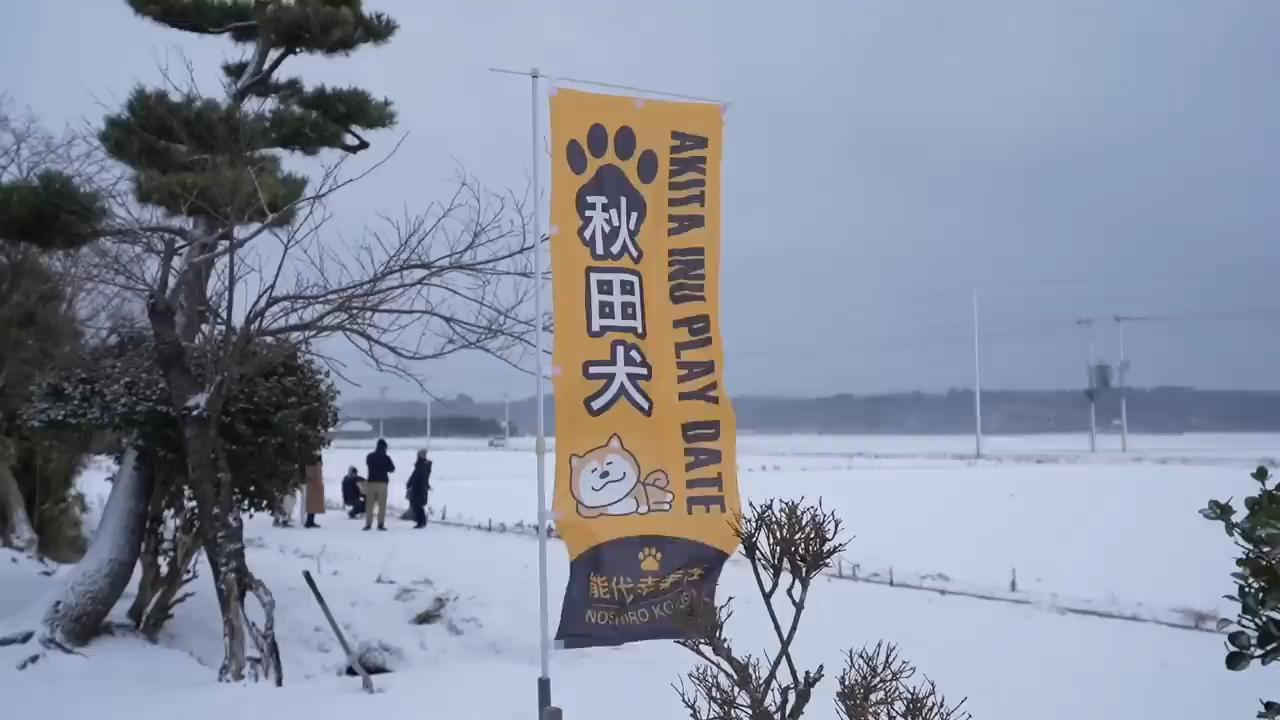 秋田犬
AKITA INU PLAY DATE
能代
NOSHIRO